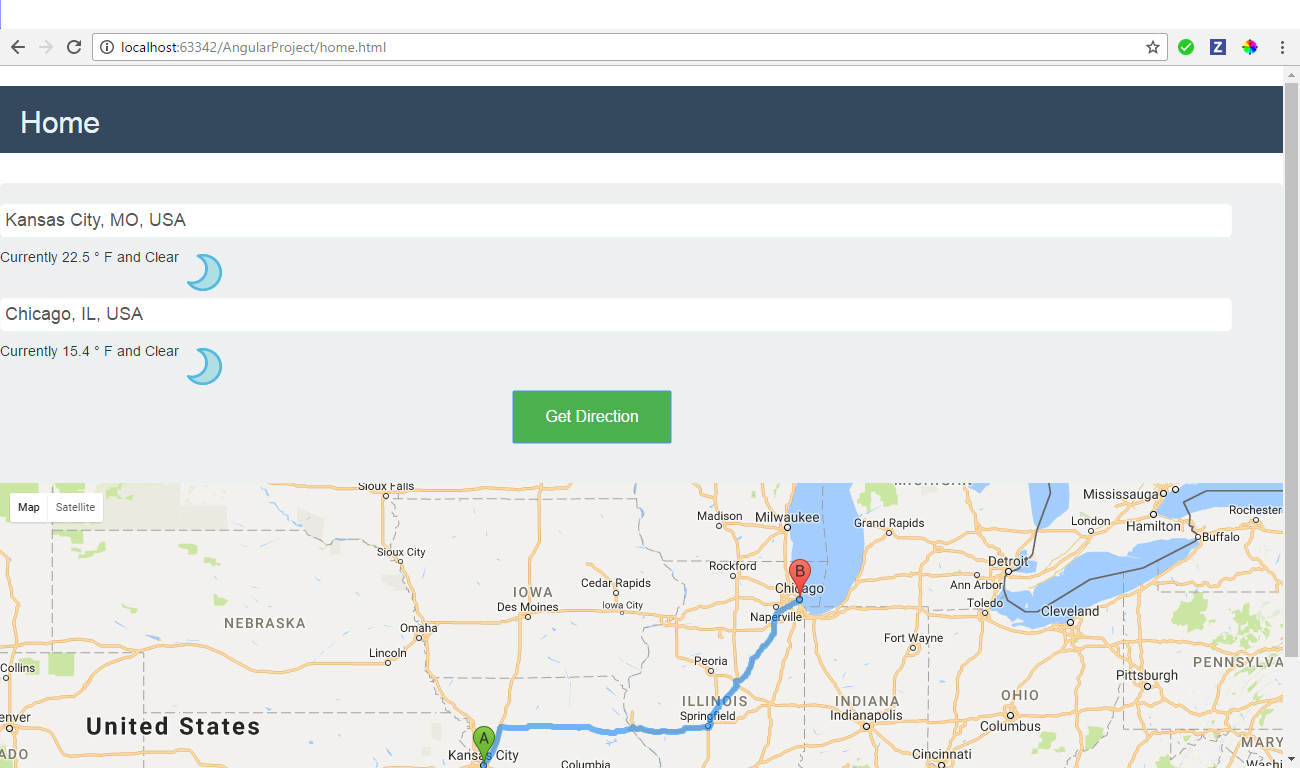 localhost:63342/AngularProject/home.html
Z
Home
Kansas City, MO, USA
Currently 22.5 ° F and Clear
Chicago, IL, USA
Currently 15.4 ° F and Clear
Get Direction
Map Satellite
Sioux Falls
MICHIGAN
Mississauga
Madison
Milwaukee
Grand Rapids
London
Hamilton
Rochester
Buffalo
Sioux City
Rockford
Detroit
B
Chicago
Ann Arbor
Cedar Rapids
IOWA
Iowa City
Des Moines
Toledo
Cleveland
Naperville
NEBRASKA
Omaha
Fort Wayne
Lincoln
Peoria
Collins
PENNSYLVA
Pittsburgh
ILLINOIS
INDIANA
OHIO
Springfield
Indianapolis
enver
United States
Columbus
A
Kansas City
MARY
ADO
Columbia
Cincinnati
Washi